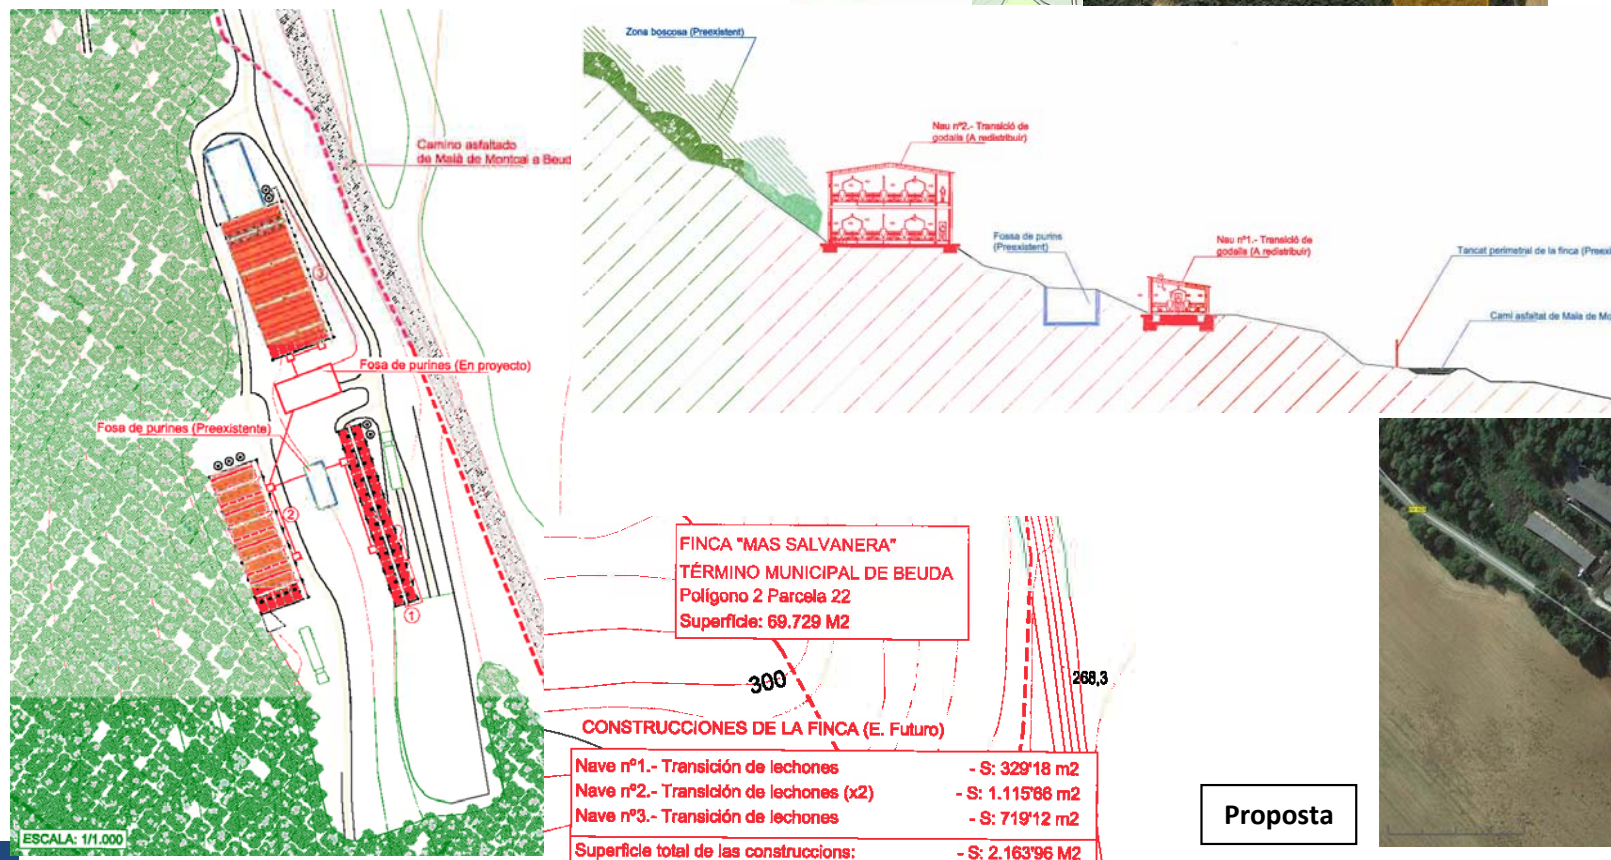 Zona boscosa (Preexistent)
Camino asfaltado
de Maià de Montcal a Beud
Nau nº2.- Transició de
godalls (A redistribuir)
Fossa de purins
(Preexistent)
Nau nº1.- Transició de
godalls (A redistribuir)
Tancat perimetral de la finca (Preexi
Camí asfaltat de Maia de Mo
3
Fosa de purines (En proyecto)
Fosa de purines (Preexistente)
2
1
ESCALA: 1/1.000
FINCA "MAS SALVANERA"
TÉRMINO MUNICIPAL DE BEUDA
Polígono 2 Parcela 22
Superficie: 69.729 M2
300
268,3
CONSTRUCCIONES DE LA FINCA (E. Futuro)
Nave nº1.- Transición de lechones - S: 329'18 m2
Nave nº2.- Transición de lechones (x2) - S: 1.115'66 m2
Nave nº3.- Transición de lechones - S: 719'12 m2
Superficie total de las construccions: - S: 2.163'96 M2
Proposta